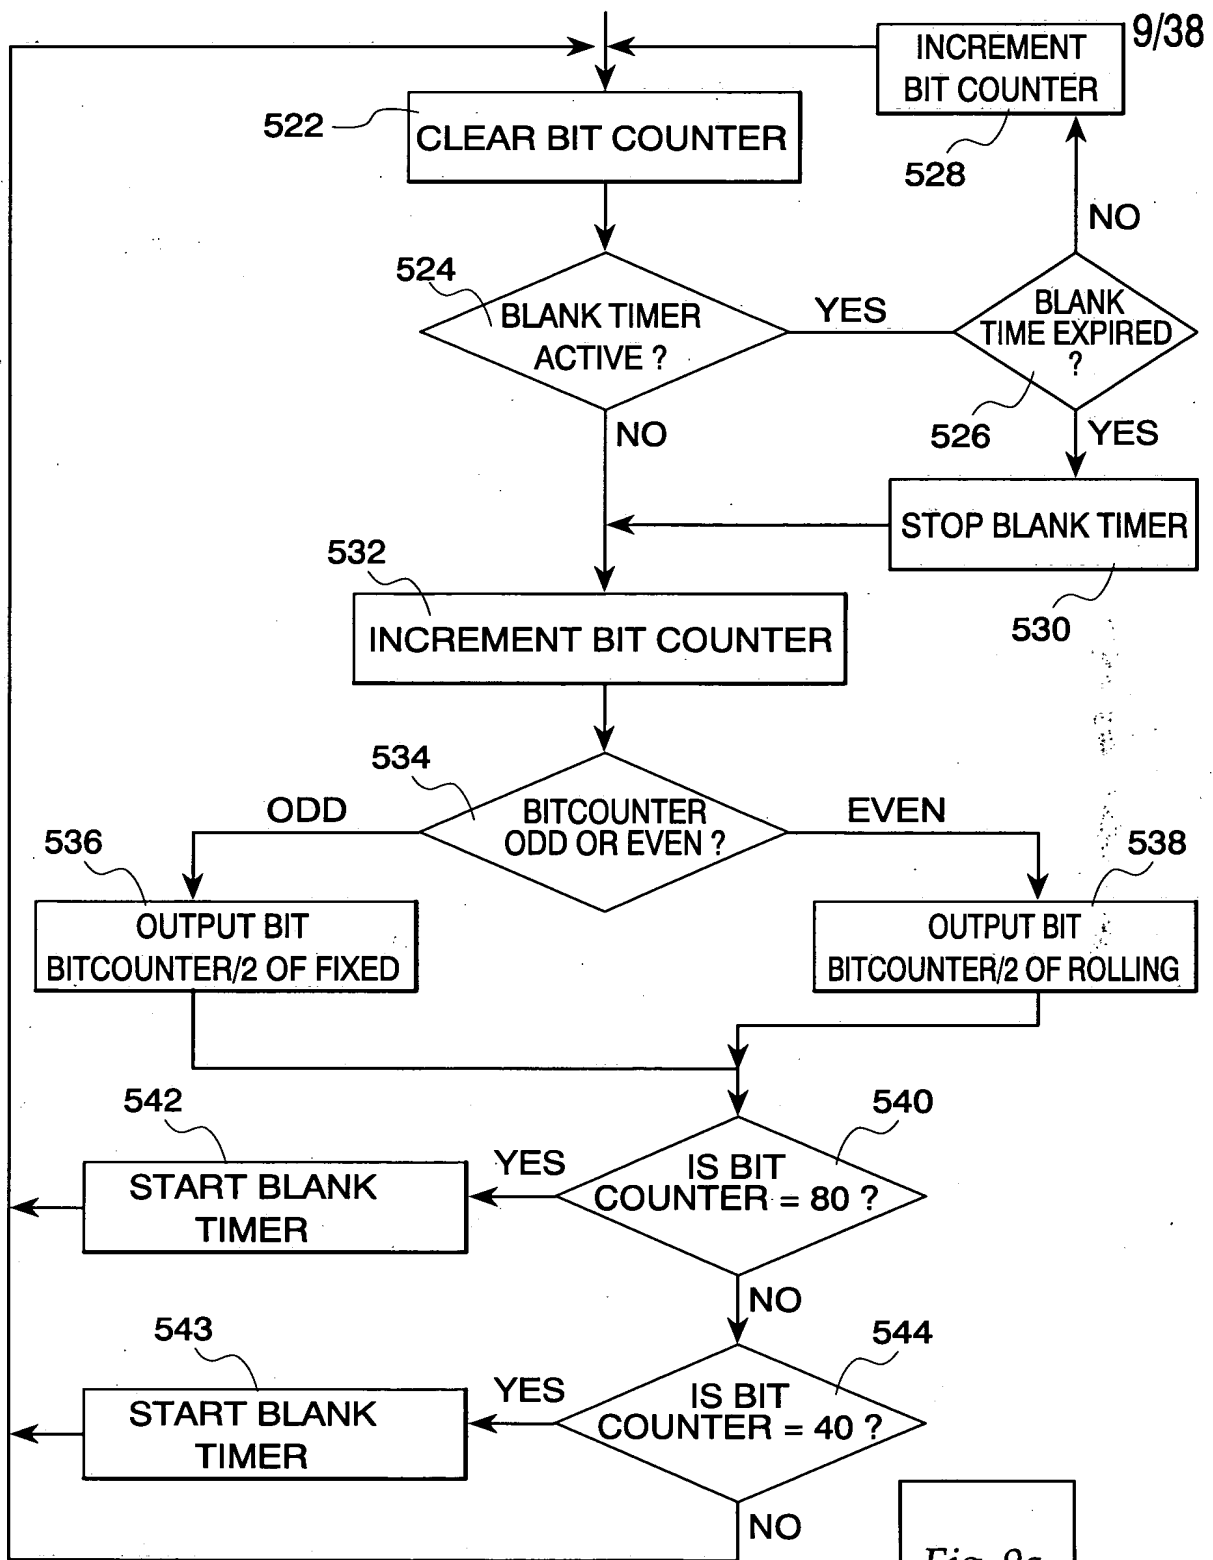 9/38
INCREMENT
BIT COUNTER
528
522
CLEAR BIT COUNTER
NO
524
BLANK TIMER
ACTIVE ?
YES
BLANK
TIME EXPIRED
?
526
YES
NO
STOP BLANK TIMER
530
532
INCREMENT BIT COUNTER
534
BITCOUNTER
ODD OR EVEN ?
ODD
EVEN
536
538
OUTPUT BIT
BITCOUNTER/2 OF FIXED
OUTPUT BIT
BITCOUNTER/2 OF ROLLING
542
540
START BLANK
TIMER
YES
IS BIT
COUNTER = 80 ?
NO
543
544
START BLANK
TIMER
YES
IS BIT
COUNTER = 40 ?
NO